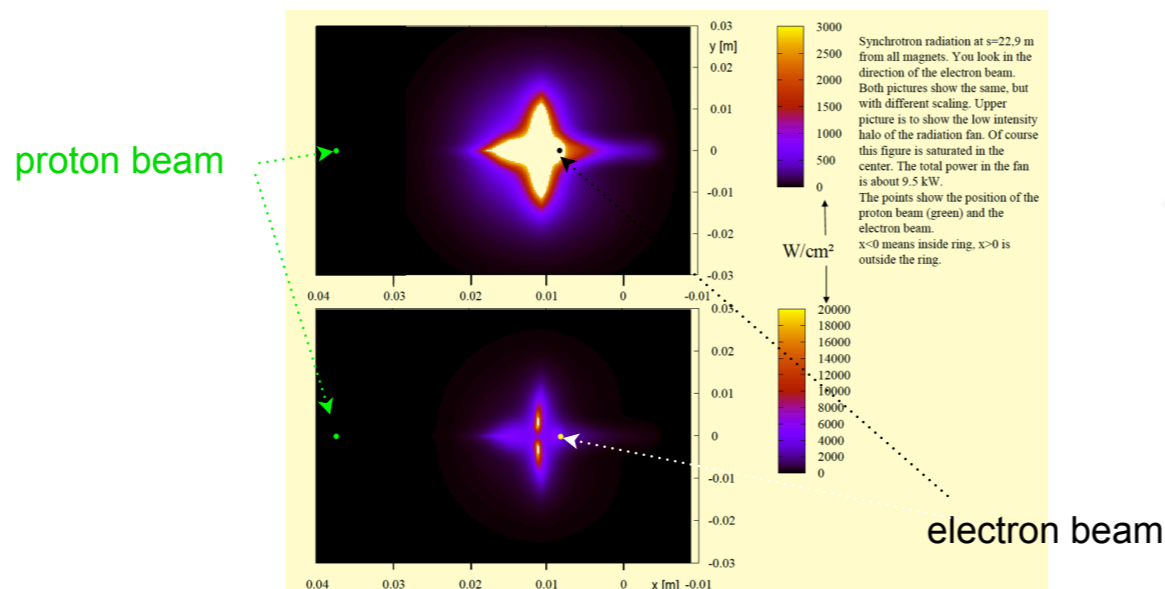 0.03
y [m]
0.02
0.01
0
-0.01
-0.02
-0.03
0.04 0.03 0.02 0.01 0 -0.01
3000
2500
2000
1500
1000
500
0
Synchrotron radiation at s=22,9 m
from all magnets. You look in the
direction of the electron beam.
Both pictures show the same, but
with different scaling. Upper
picture is to show the low intensity
halo of the radiation fan. Of course
this figure is saturated in the
center. The total power in the fan
is about 9.5 kW.
The points show the position of the
proton beam (green) and the
electron beam.
x<0 means inside ring, x>0 is
outside the ring.
proton beam
W/cm²
0.03
0.02
0.01
0
-0.01
-0.02
-0.03
0.04 0.03 0.02 0.01 0 x [m] -0.01
20000
18000
16000
14000
12000
10000
8000
6000
4000
2000
0
electron beam